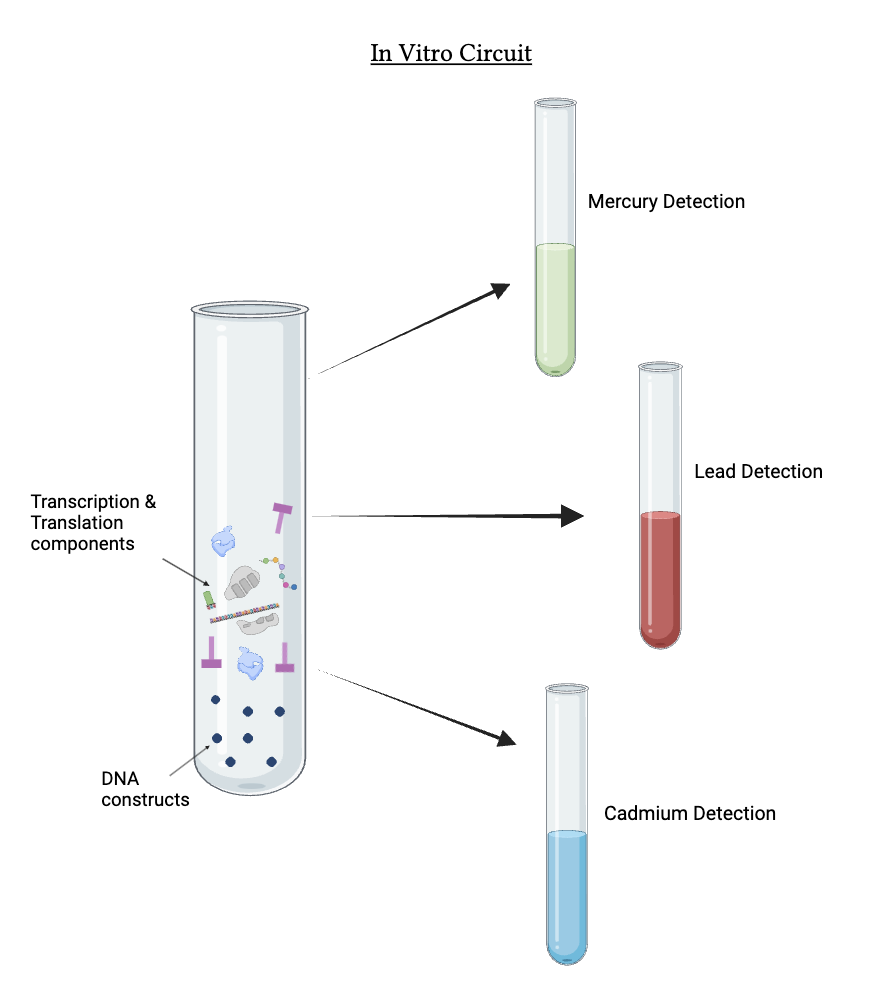 In Vitro Circuit
Mercury Detection
Lead Detection
Transcription &
Translation
components
DNA
constructs
Cadmium Detection